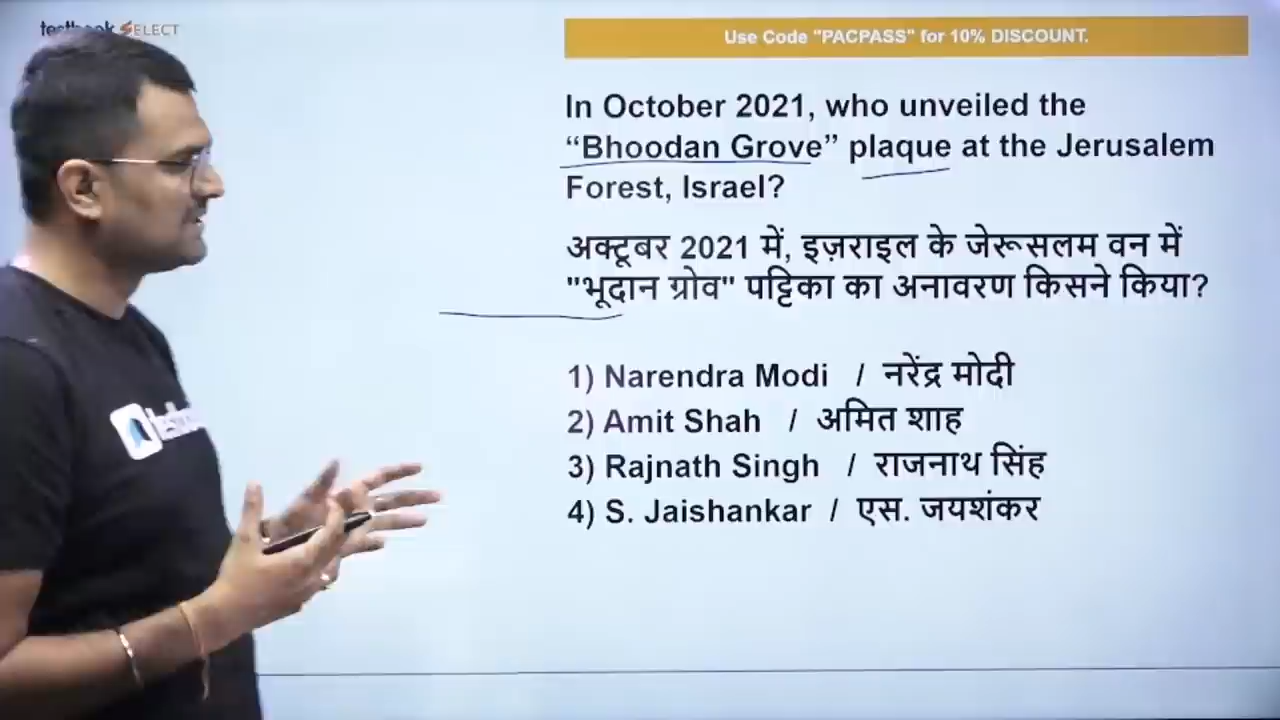 SELECT
Use Code "PACPASS" for 10% DISCOUNT.
In October 2021, who unveiled the
“Bhoodan Grove” plaque at the Jerusalem
Forest, Israel?
अक्टूबर 2021 में, इज़राइल के जेरूसलम वन में
"भूदान ग्रोव" पट्टिका का अनावरण किसने किया?
1) Narendra Modi / नरेंद्र मोदी
2) Amit Shah / अमित शाह
3) Rajnath Singh / राजनाथ सिंह
4) S. Jaishankar / एस. जयशंकर